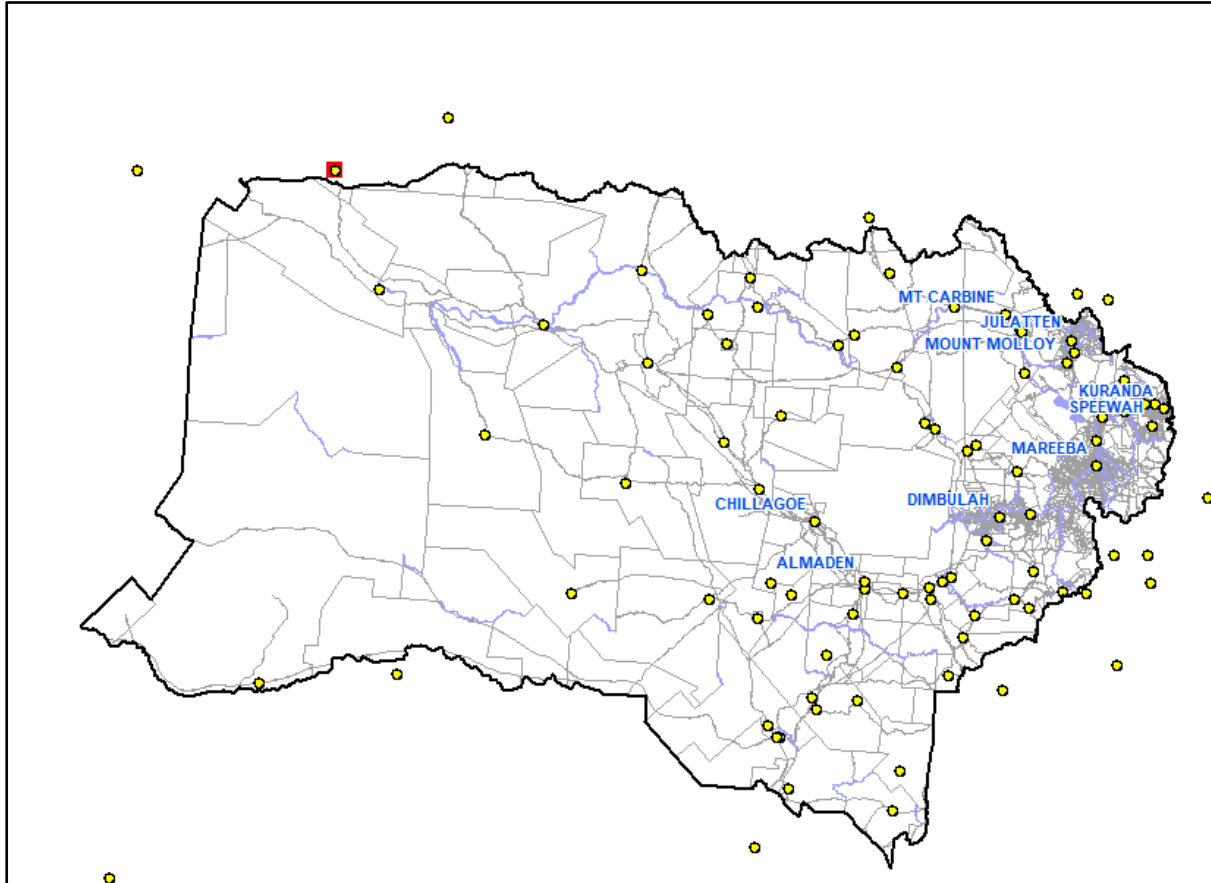 MT CARBINE
JULATTEN
MOUNT MOLLOY
KURANDA
SPEEWAH
MAREEBA
CHILLAGOE
DIMBULAH
ALMADEN